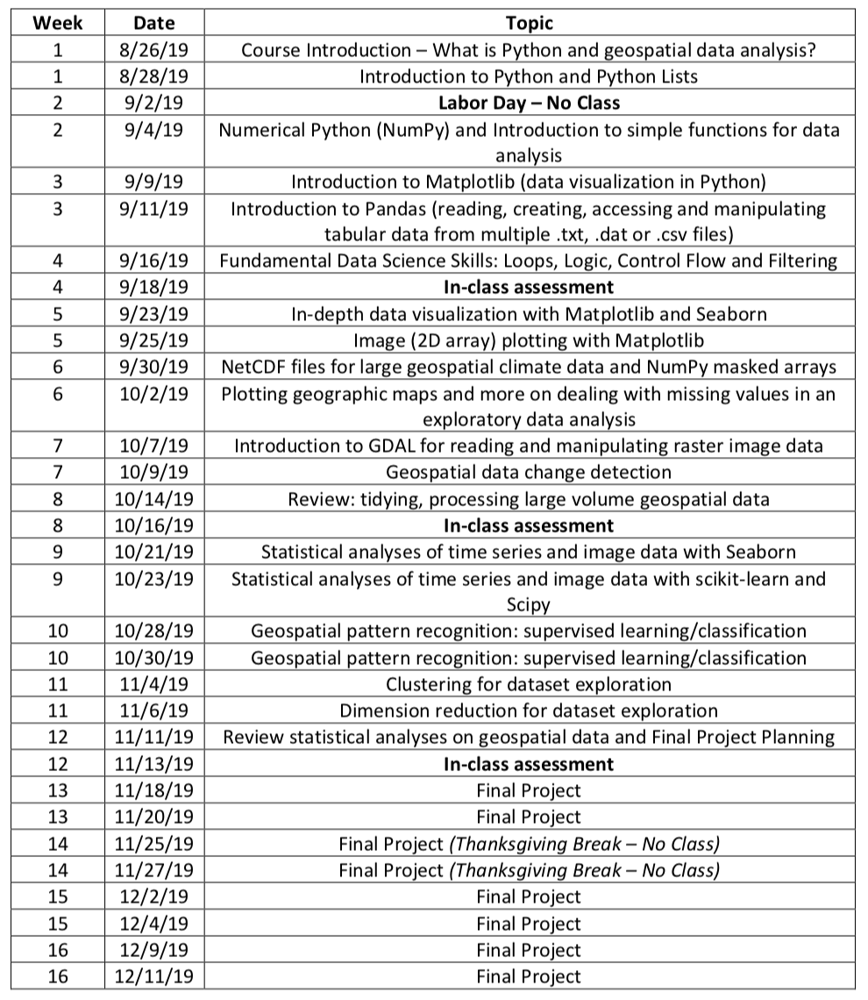 Week Date Topic
1 8/26/19 Course Introduction – What is Python and geospatial data analysis?
1 8/28/19 Introduction to Python and Python Lists
2 9/2/19 Labor Day – No Class
2 9/4/19 Numerical Python (NumPy) and Introduction to simple functions for data
analysis
3 9/9/19 Introduction to Matplotlib (data visualization in Python)
3 9/11/19 Introduction to Pandas (reading, creating, accessing and manipulating
tabular data from multiple .txt, .dat or .csv files)
4 9/16/19 Fundamental Data Science Skills: Loops, Logic, Control Flow and Filtering
4 9/18/19 In-class assessment
5 9/23/19 In-depth data visualization with Matplotlib and Seaborn
5 9/25/19 Image (2D array) plotting with Matplotlib
6 9/30/19 NetCDF files for large geospatial climate data and NumPy masked arrays
6 10/2/19 Plotting geographic maps and more on dealing with missing values in an
exploratory data analysis
7 10/7/19 Introduction to GDAL for reading and manipulating raster image data
7 10/9/19 Geospatial data change detection
8 10/14/19 Review: tidying, processing large volume geospatial data
8 10/16/19 In-class assessment
9 10/21/19 Statistical analyses of time series and image data with Seaborn
9 10/23/19 Statistical analyses of time series and image data with scikit-learn and
Scipy
10 10/28/19 Geospatial pattern recognition: supervised learning/classification
10 10/30/19 Geospatial pattern recognition: supervised learning/classification
11 11/4/19 Clustering for dataset exploration
11 11/6/19 Dimension reduction for dataset exploration
12 11/11/19 Review statistical analyses on geospatial data and Final Project Planning
12 11/13/19 In-class assessment
13 11/18/19 Final Project
13 11/20/19 Final Project
14 11/25/19 Final Project (Thanksgiving Break – No Class)
14 11/27/19 Final Project (Thanksgiving Break – No Class)
15 12/2/19 Final Project
15 12/4/19 Final Project
16 12/9/19 Final Project
16 12/11/19 Final Project